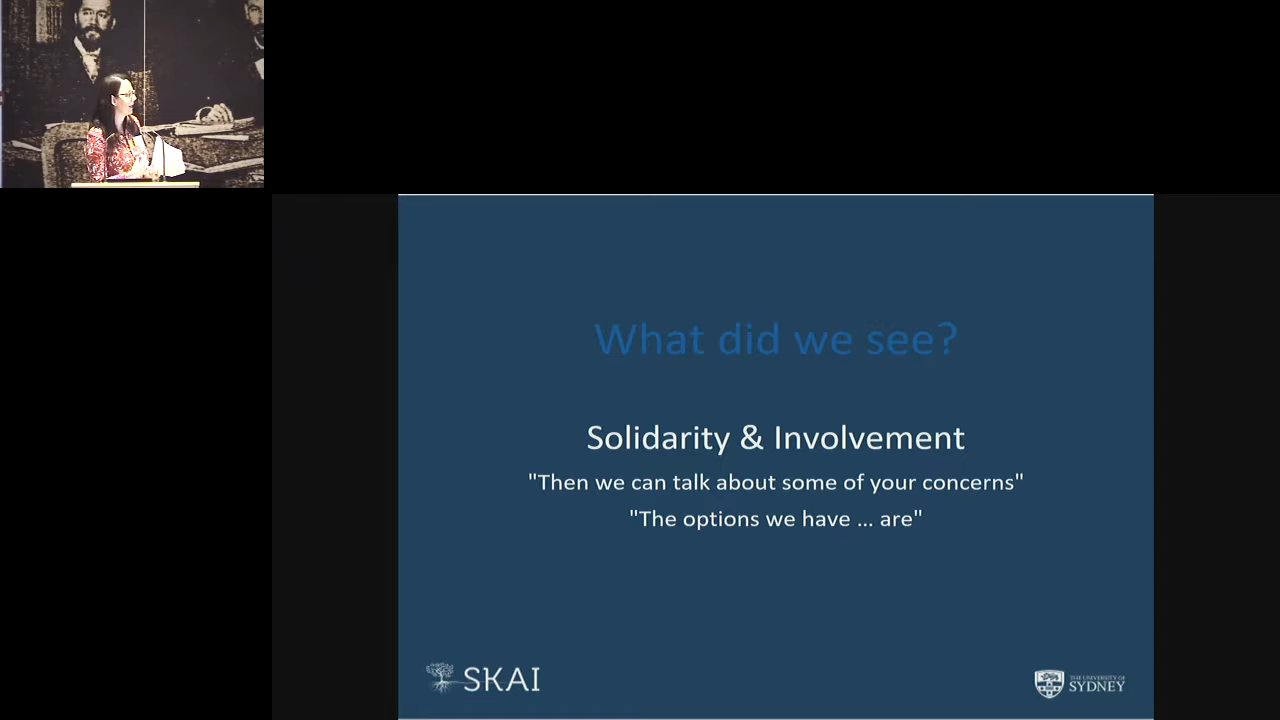 What did we see?
Solidarity & Involvement
"Then we can talk about some of your concerns"
"The options we have ... are"
SKAI
THE UNIVERSITY OF
SYDNEY